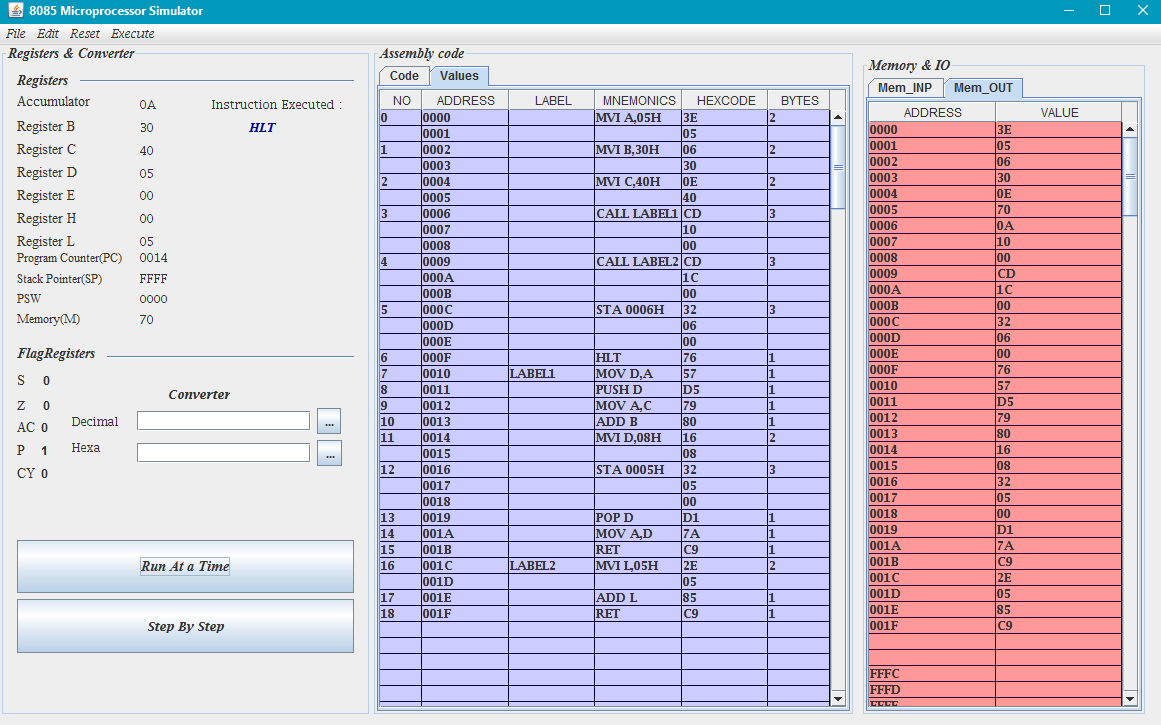 8085 Microprocessor Simulator
File Edit Reset Execute
Registers & Converter
Registers
Accumulator 0A Instruction Executed :
Register B 30 HLT
Register C 40
Register D 05
Register E 00
Register H 00
Register L 05
Program Counter(PC) 0014
Stack Pointer(SP) FFFF
PSW 0000
Memory(M) 70
FlagRegisters
S 0
Converter
Z 0
Decimal ...
AC 0
Hexa ...
P 1
CY 0
Run At a Time
Step By Step
Assembly code
Code Values
NO ADDRESS LABEL MNEMONICS HEXCODE BYTES
0 0000 MVI A,05H 3E 2
0001 05
1 0002 MVI B,30H 06 2
0003 30
2 0004 MVI C,40H 0E 2
0005 40
3 0006 CALL LABEL1 CD 3
0007 10
0008 00
4 0009 CALL LABEL2 CD 3
000A 1C
000B 00
5 000C STA 0006H 32 3
000D 06
000E 00
6 000F HLT 76 1
7 0010 LABEL1 MOV D,A 57 1
8 0011 PUSH D D5 1
9 0012 MOV A,C 79 1
10 0013 ADD B 80 1
11 0014 MVI D,08H 16 2
0015 08
12 0016 STA 0005H 32 3
0017 05
0018 00
13 0019 POP D D1 1
14 001A MOV A,D 7A 1
15 001B RET C9 1
16 001C LABEL2 MVI L,05H 2E 2
001D 05
17 001E ADD L 85 1
18 001F RET C9 1
Memory & IO
Mem_INP Mem_OUT
ADDRESS VALUE
0000 3E
0001 05
0002 06
0003 30
0004 0E
0005 70
0006 0A
0007 10
0008 00
0009 CD
000A 1C
000B 00
000C 32
000D 06
000E 00
000F 76
0010 57
0011 D5
0012 79
0013 80
0014 16
0015 08
0016 32
0017 05
0018 00
0019 D1
001A 7A
001B C9
001C 2E
001D 05
001E 85
001F C9
FFFC
FFFD